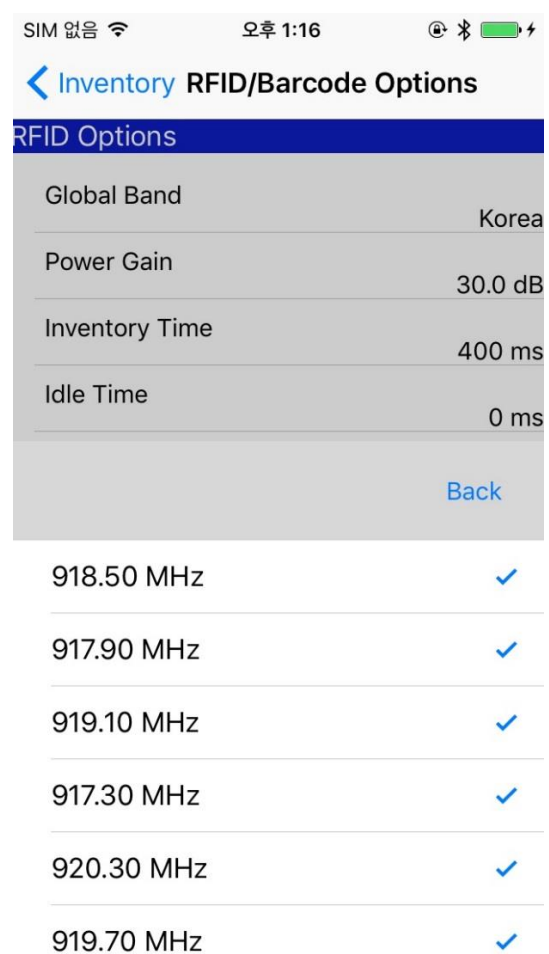 SIM 없음 오후 1:16
Inventory RFID/Barcode Options
RFID Options
Global Band
Korea
Power Gain
30.0 dB
Inventory Time
400 ms
Idle Time
0 ms
Back
918.50 MHz
917.90 MHz
919.10 MHz
917.30 MHz
920.30 MHz
919.70 MHz